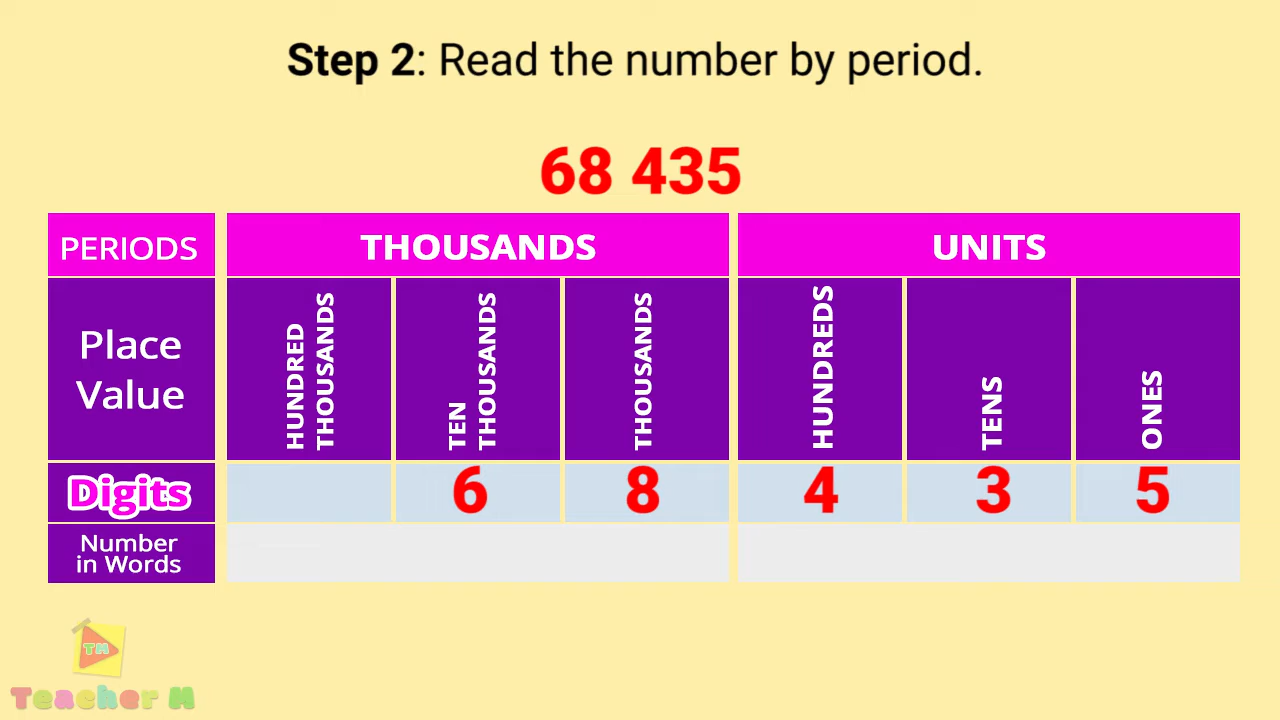 Step 2: Read the number by period.
68 435
PERIODS THOUSANDS UNITS
Place
Value
HUNDRED
THOUSANDS
TEN
THOUSANDS
THOUSANDS
HUNDREDS
TENS
ONES
Digits 6 8 4 3 5
Number
in Words
TM
Teacher M